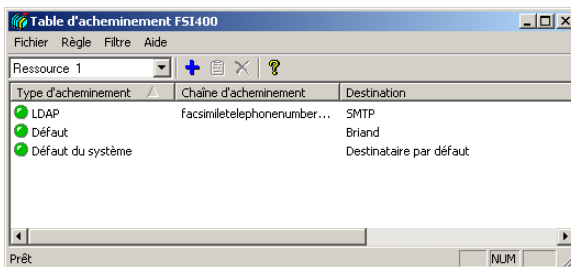 Table d'acheminement FSI400
Fichier Règle Filtre Aide
Ressource 1
Type d'acheminement Chaîne d'acheminement Destination
LDAP facsimiletelephonenumber... SMTP
Défaut Briand
Défaut du système Destinataire par défaut
Prêt NUM